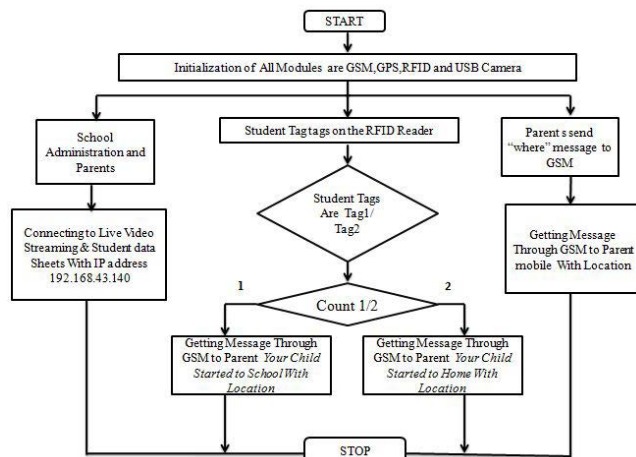 START
Initialization of All Modules are GSM,GPS,RFID and USB Camera
School
Administration and
Parents
Student Tag tags on the RFID Reader
Parents send
“where” message to
GSM
Student Tags
Are Tag1/
Tag2
Connecting to Live Video
Streaming & Student data
Sheets With IP address
192.168.43.140
Getting Message
Through GSM to Parent
mobile With Location
1
2
Count 1/2
Getting Message Through
GSM to Parent Your Child
Started to School With
Location
Getting Message Through
GSM to Parent Your Child
Started to Home With
Location
STOP